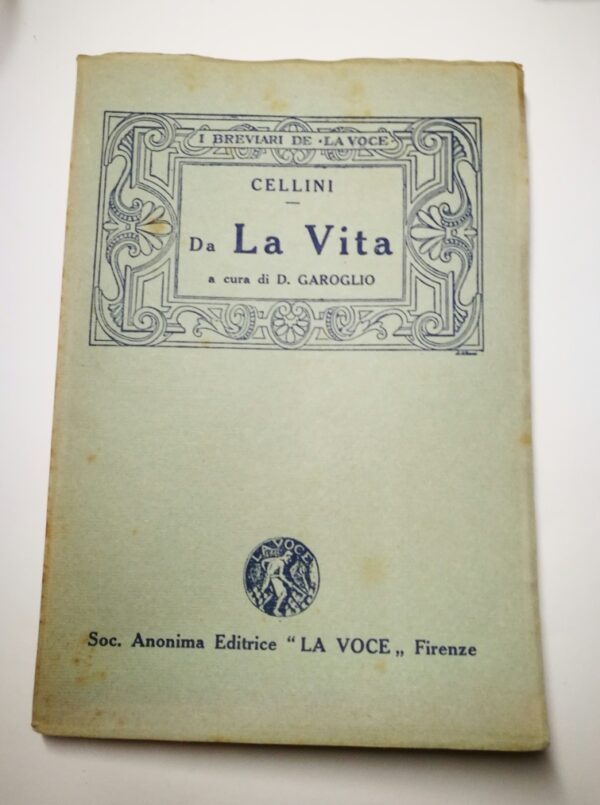 I BREVIARI DE "LA VOCE"
CELLINI
Da La Vita
a cura di D. GAROGLIO
LA VOCE
Soc. Anonima Editrice "LA VOCE„ Firenze